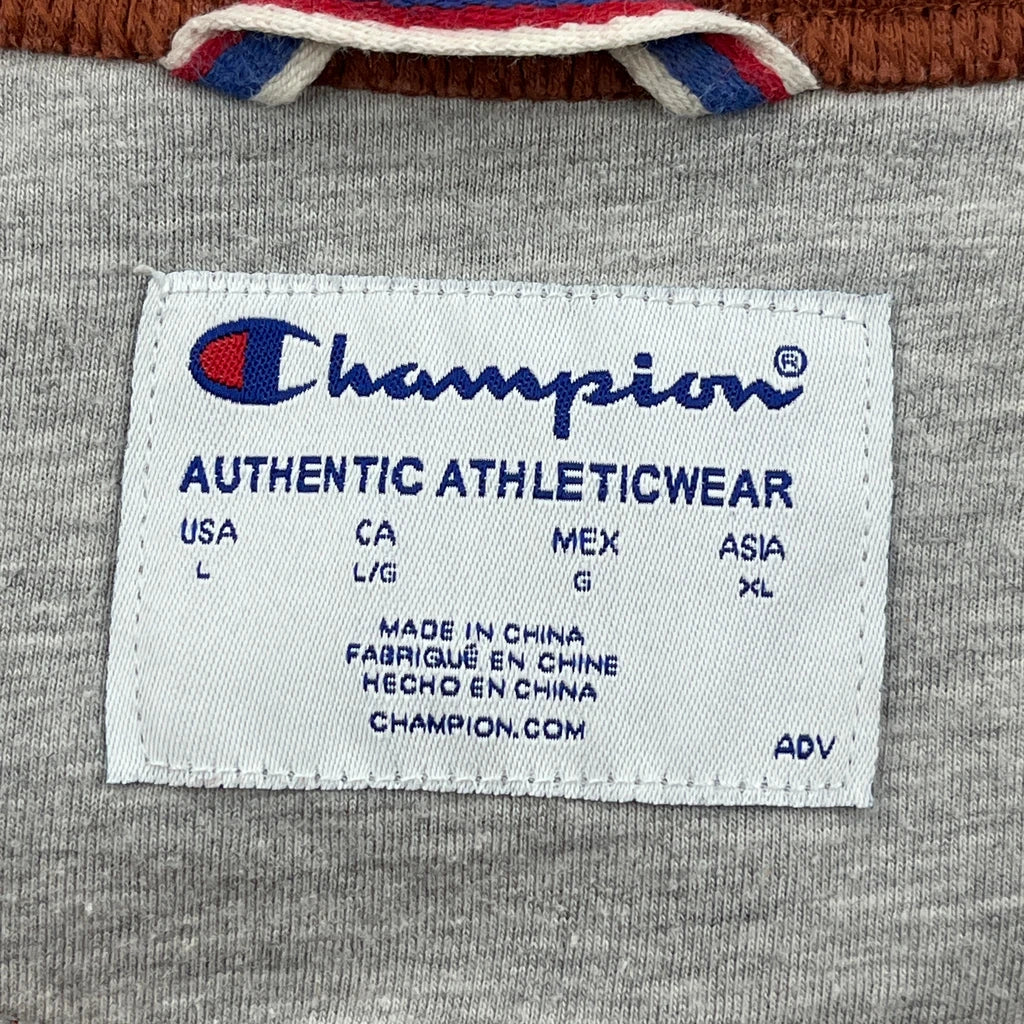 Champion®
AUTHENTIC ATHLETICWEAR
USA CA MEX ASIA
L L/G G XL
MADE IN CHINA
FABRIQUÉ EN CHINE
HECHO EN CHINA
CHAMPION.COM
ADV